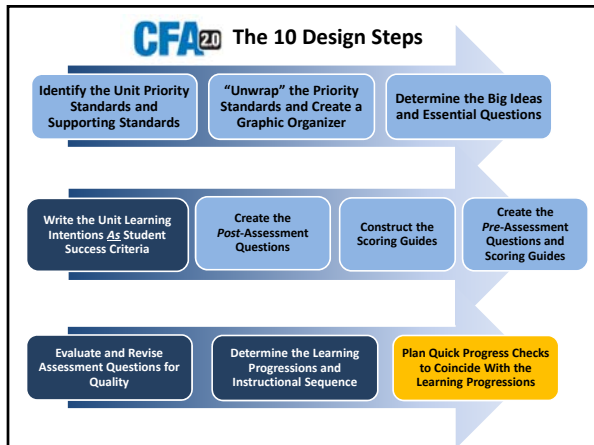 CFA 2.0 The 10 Design Steps
Identify the Unit Priority
Standards and
Supporting Standards
“Unwrap” the Priority
Standards and Create a
Graphic Organizer
Determine the Big Ideas
and Essential Questions
Write the Unit Learning
Intentions As Student
Success Criteria
Create the
Post-Assessment
Questions
Construct the
Scoring Guides
Create the
Pre-Assessment
Questions and
Scoring Guides
Evaluate and Revise
Assessment Questions for
Quality
Determine the Learning
Progressions and
Instructional Sequence
Plan Quick Progress Checks
to Coincide With the
Learning Progressions